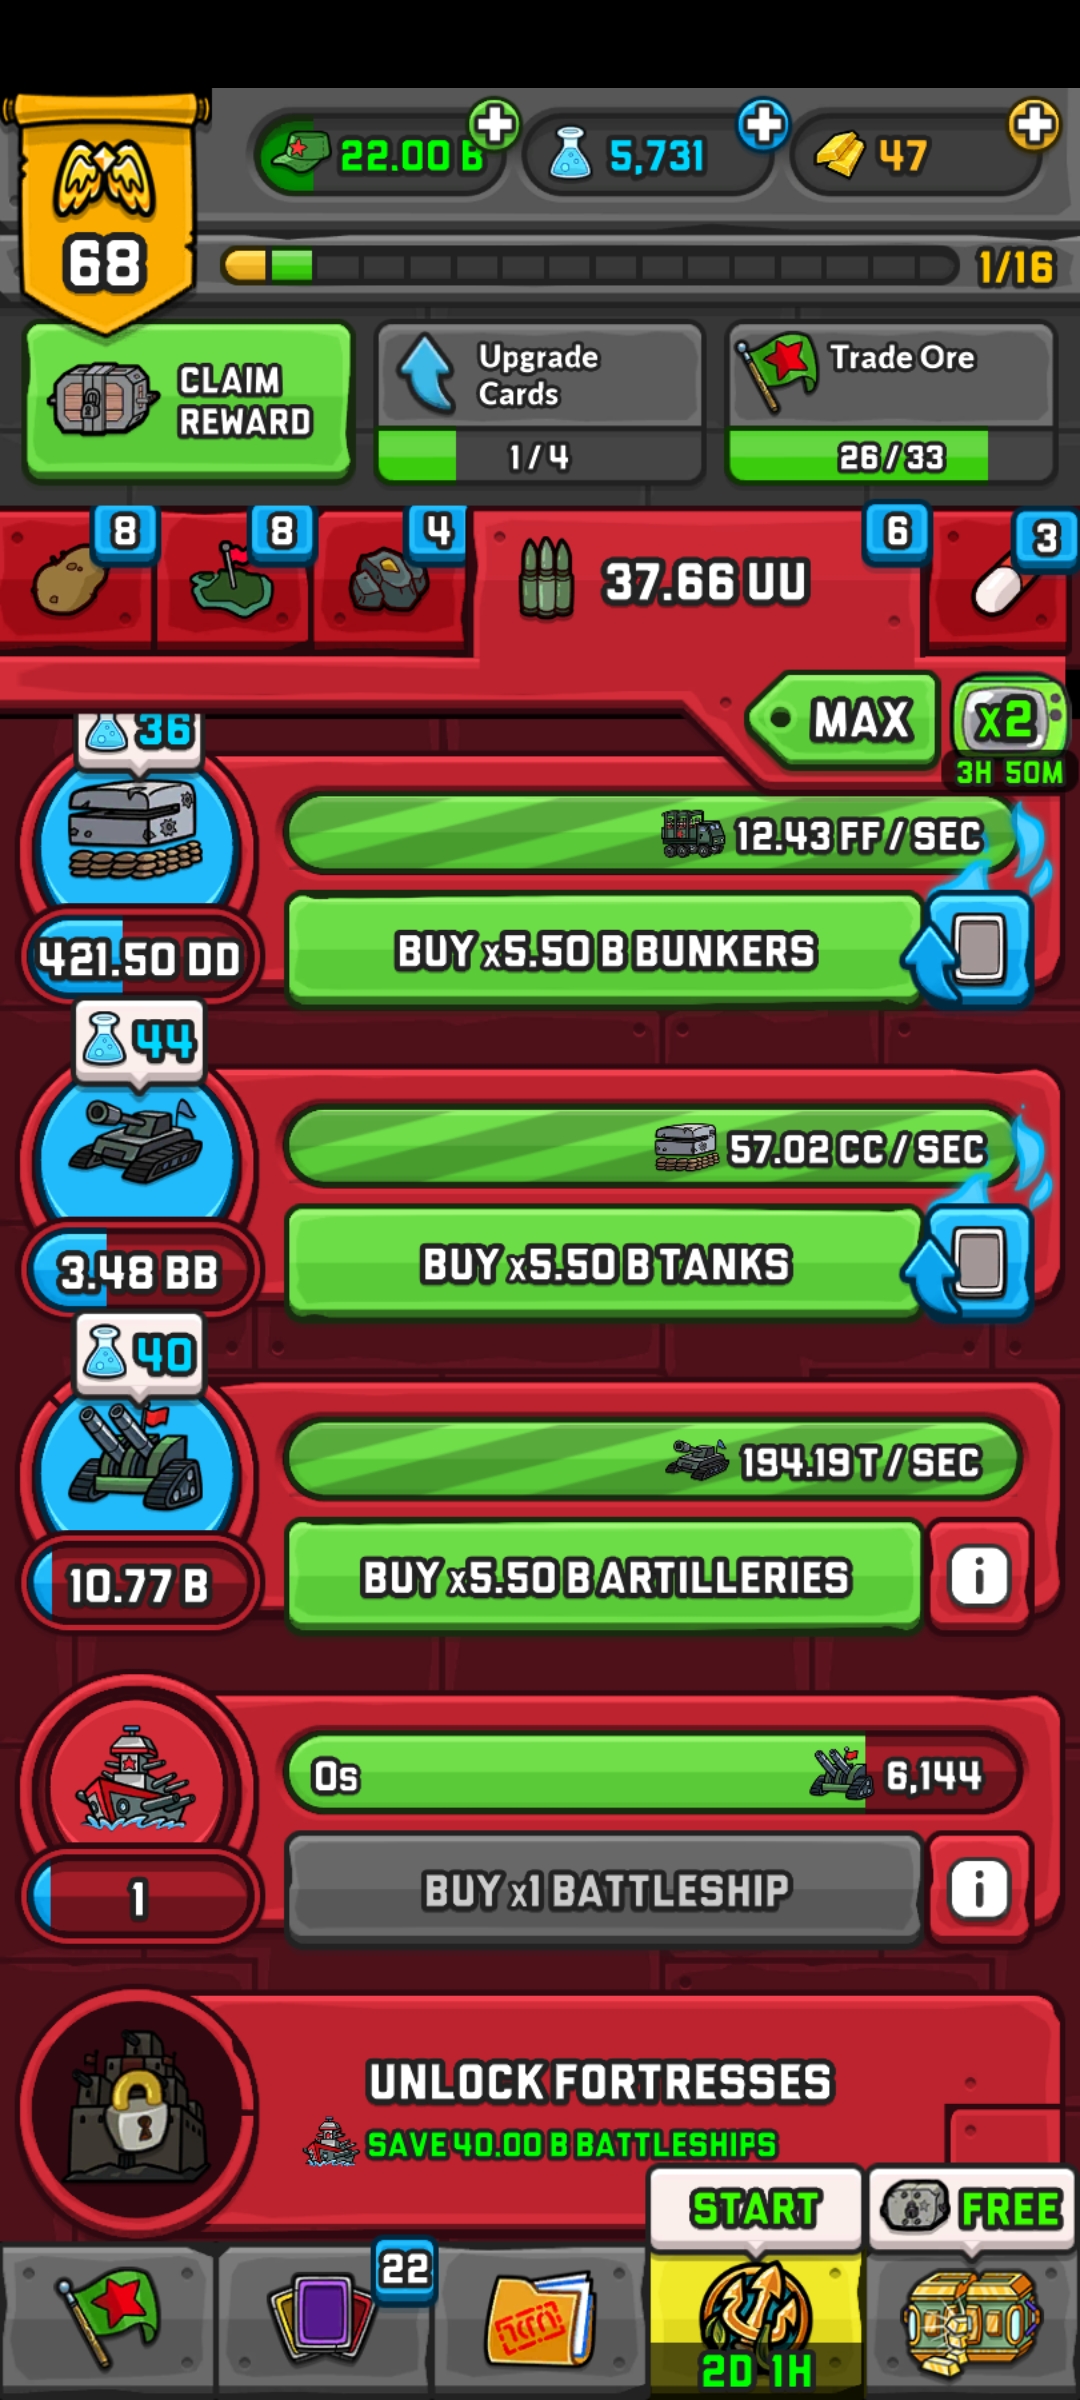 22.00 B
5,731
47
68
1/16
CLAIM
REWARD
Upgrade
Cards
1/4
Trade Ore
26/33
8
8
4
37.66 UU
6
3
MAX
x2
3H 50M
36
12.43 FF / SEC
421.50 DD
BUY x5.50 B BUNKERS
44
57.02 CC / SEC
3.48 BB
BUY x5.50 B TANKS
40
194.19 T / SEC
10.77 B
BUY x5.50 B ARTILLERIES
i
0s
6,144
1
BUY x1 BATTLESHIP
i
UNLOCK FORTRESSES
SAVE 40.00 B BATTLESHIPS
START
FREE
22
2D 1H